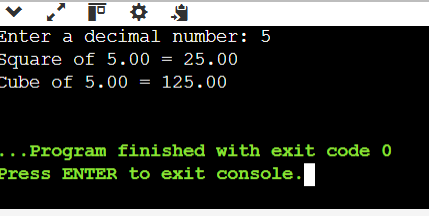 Enter a decimal number: 5
Square of 5.00 = 25.00
Cube of 5.00 = 125.00
...Program finished with exit code 0
Press ENTER to exit console.